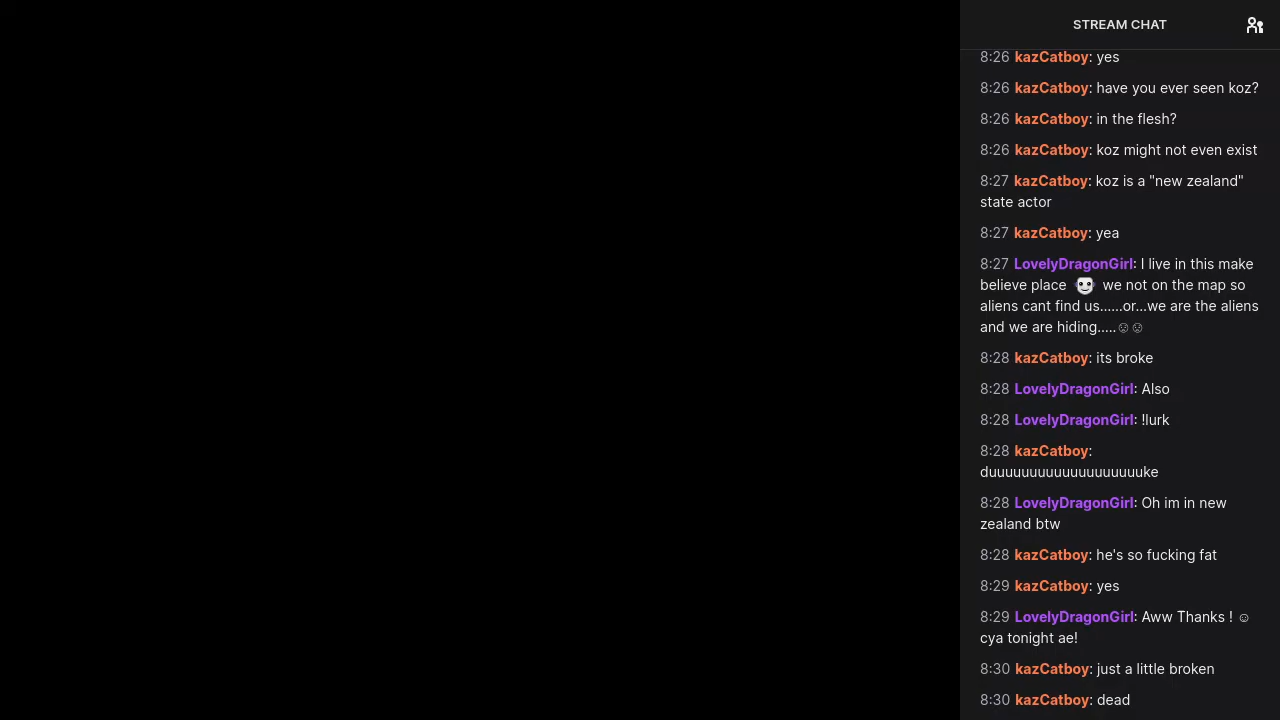 STREAM CHAT
8:26 kazCatboy: yes
8:26 kazCatboy: have you ever seen koz?
8:26 kazCatboy: in the flesh?
8:26 kazCatboy: koz might not even exist
8:27 kazCatboy: koz is a "new zealand"
state actor
8:27 kazCatboy: yea
8:27 LovelyDragonGirl: I live in this make
believe place we not on the map so
aliens cant find us......or...we are the aliens
and we are hiding.....☹☹
8:28 kazCatboy: its broke
8:28 LovelyDragonGirl: Also
8:28 LovelyDragonGirl: !lurk
8:28 kazCatboy:
duuuuuuuuuuuuuuuuuuuke
8:28 LovelyDragonGirl: Oh im in new
zealand btw
8:28 kazCatboy: he's so fucking fat
8:29 kazCatboy: yes
8:29 LovelyDragonGirl: Aww Thanks ! ☺
cya tonight ae!
8:30 kazCatboy: just a little broken
8:30 kazCatboy: dead